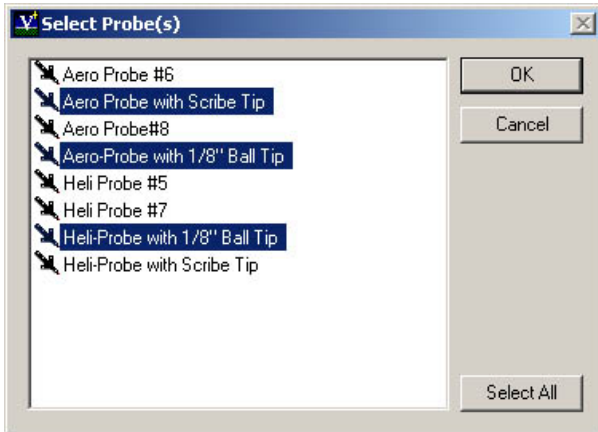 Select Probe(s)
Aero Probe #6
Aero Probe with Scribe Tip
Aero Probe#8
Aero-Probe with 1/8" Ball Tip
Heli Probe #5
Heli Probe #7
Heli-Probe with 1/8" Ball Tip
Heli-Probe with Scribe Tip
OK
Cancel
Select All